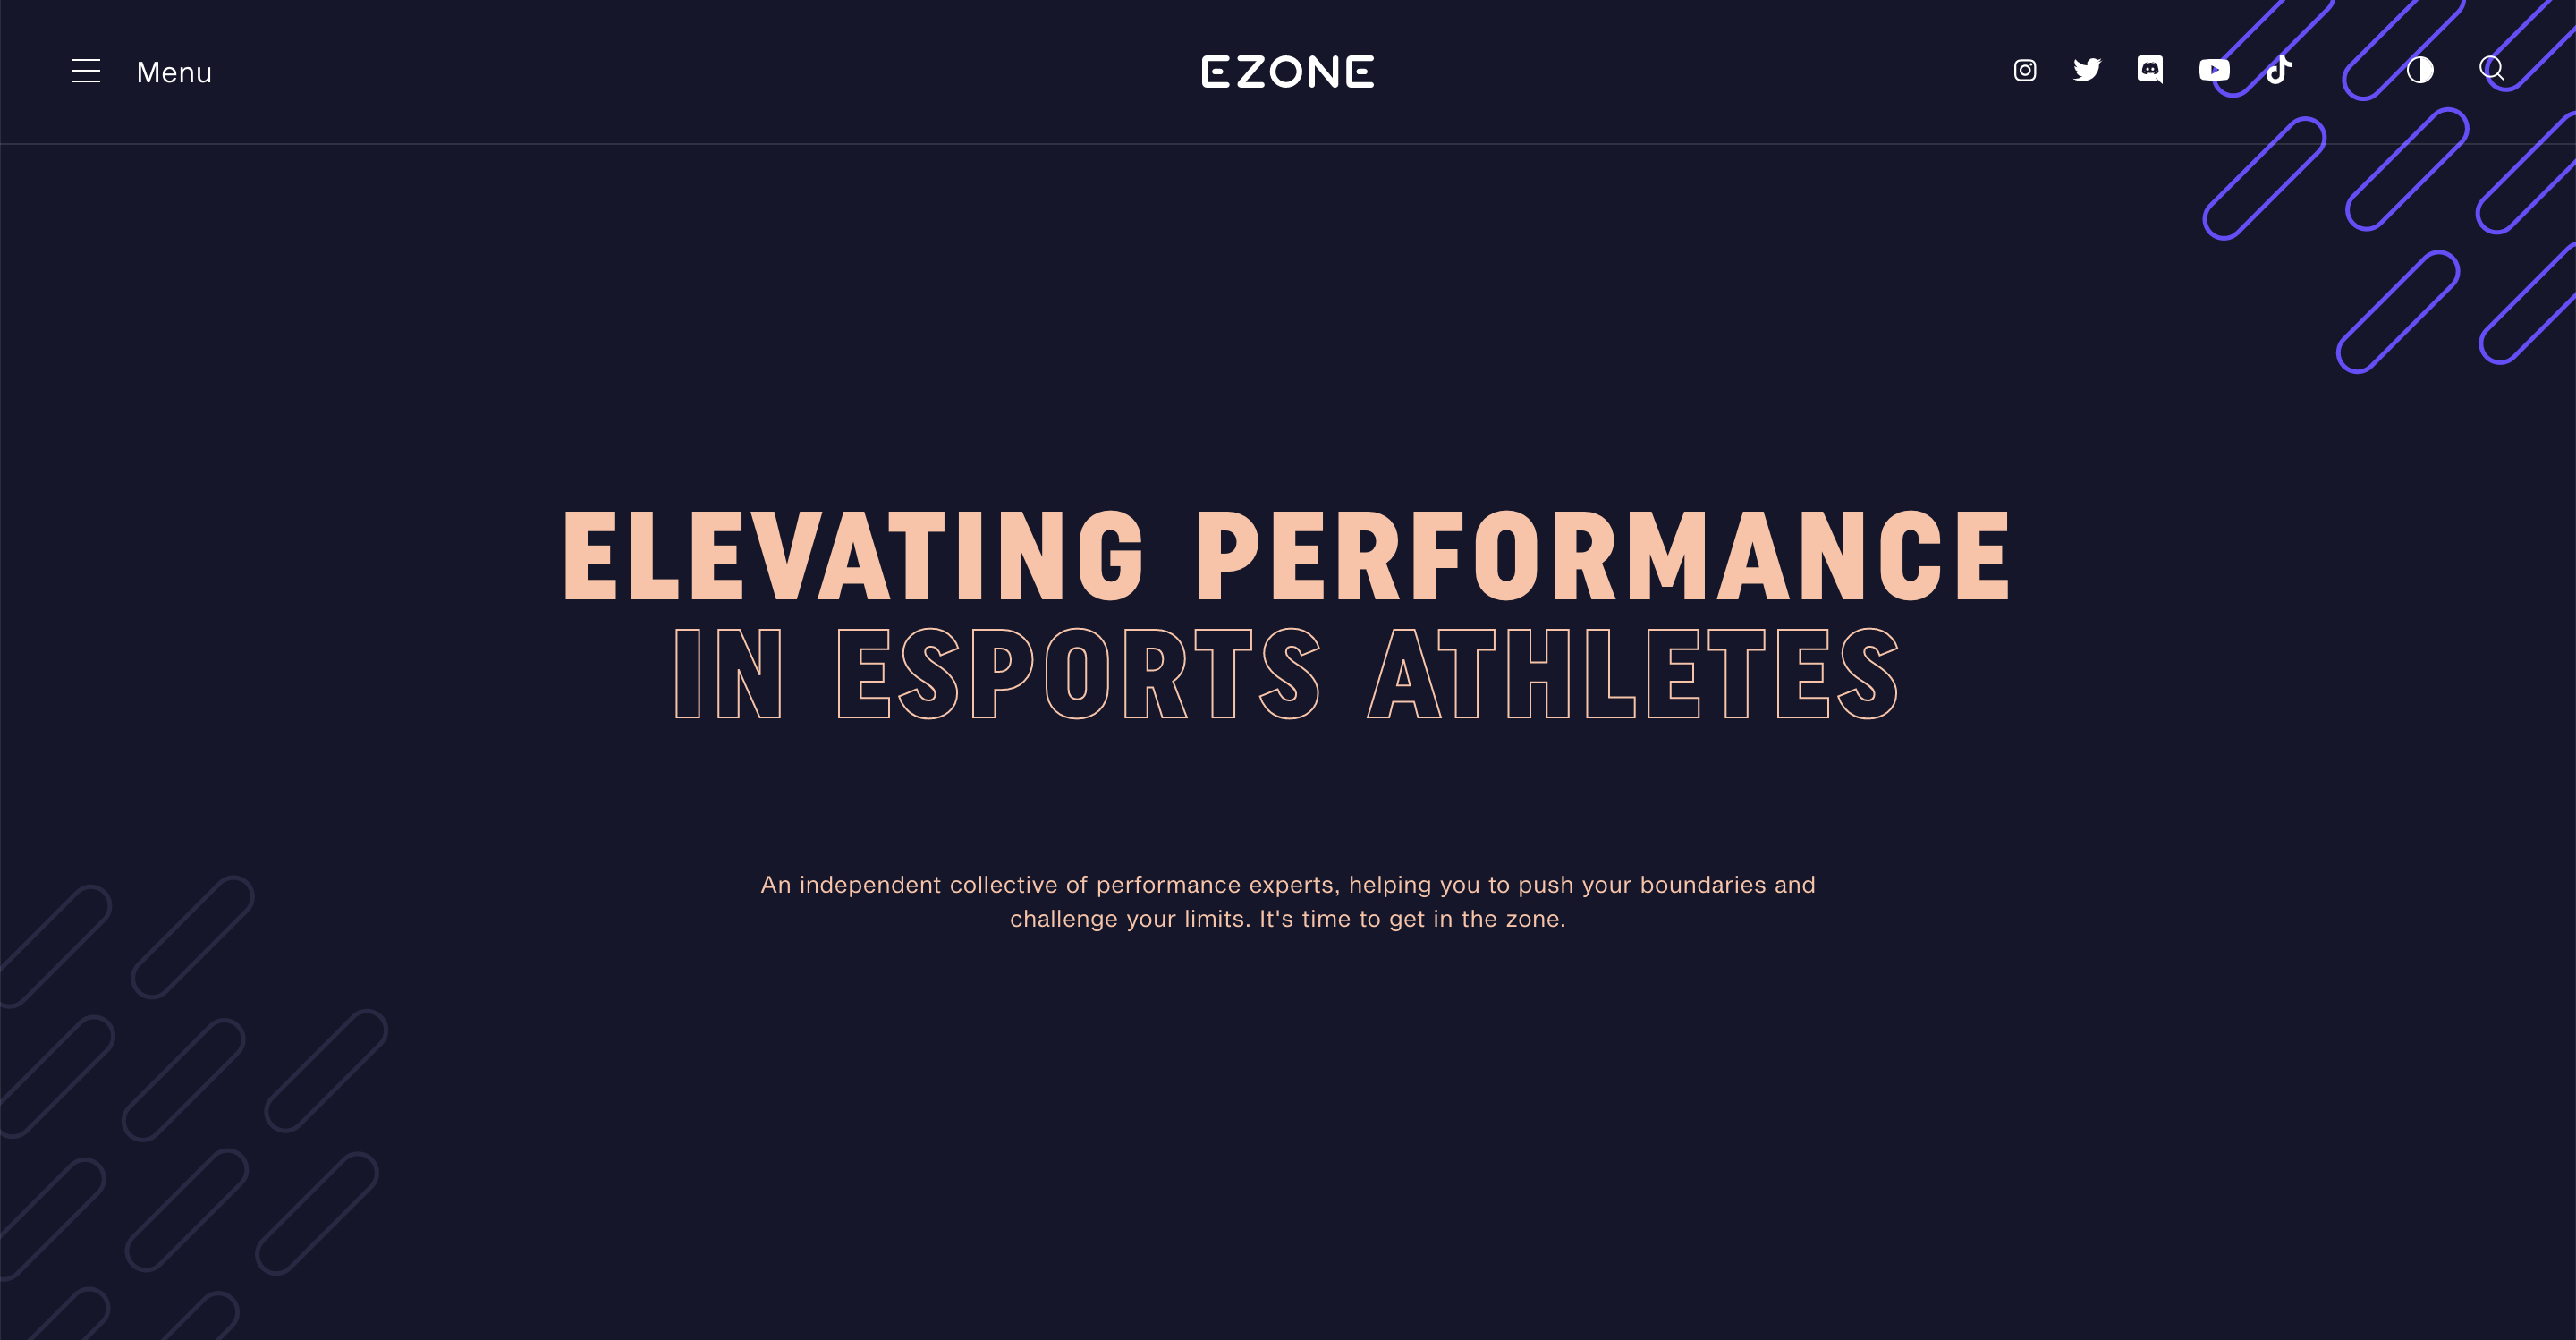 Menu
EZONE
ELEVATING PERFORMANCE
IN ESPORTS ATHLETES
An independent collective of performance experts, helping you to push your boundaries and
challenge your limits. It's time to get in the zone.